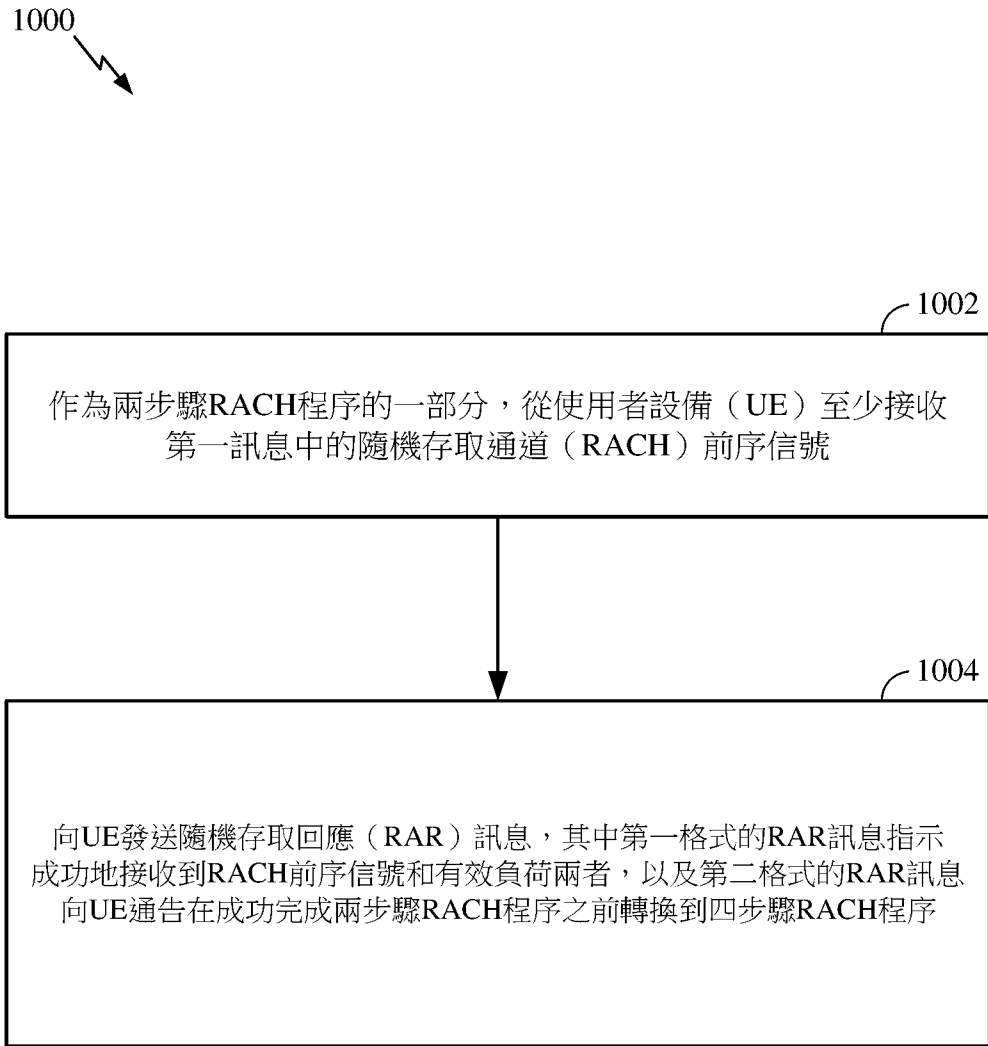 1000
1002
作為兩步驟RACH程序的一部分，從使用者設備（UE）至少接收
第一訊息中的隨機存取通道（RACH）前序信號
1004
向UE發送隨機存取回應（RAR）訊息，其中第一格式的RAR訊息指示
成功地接收到RACH前序信號和有效負荷兩者，以及第二格式的RAR訊息
向UE通告在成功完成兩步驟RACH程序之前轉換到四步驟RACH程序